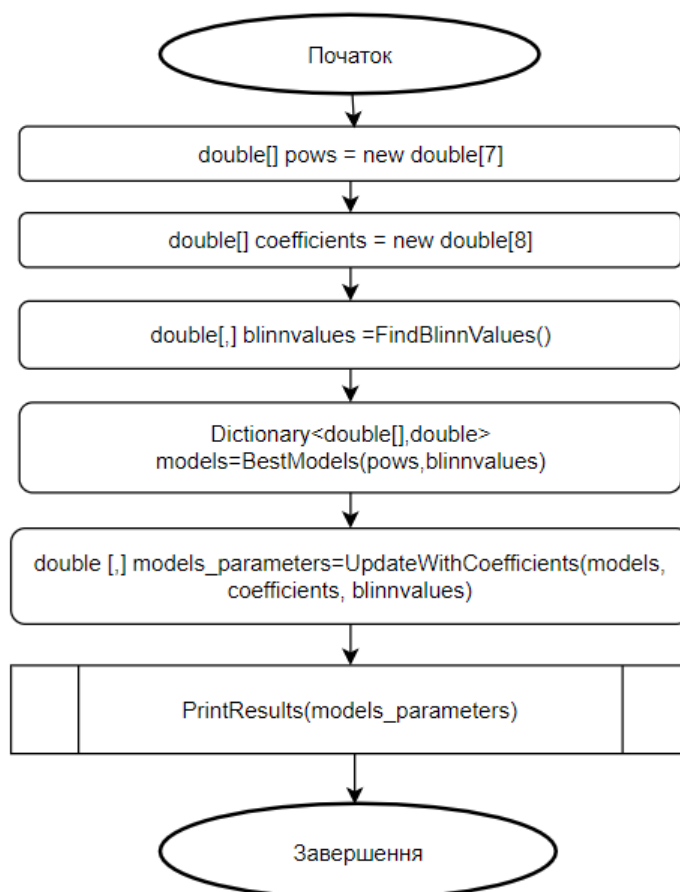 Початок
double[] pows = new double[7]
double[] coefficients = new double[8]
double[,] blinnvalues =FindBlinnValues()
Dictionary<double[],double>
models=BestModels(pows,blinnvalues)
double [,] models_parameters=UpdateWithCoefficients(models,
coefficients, blinnvalues)
PrintResults(models_parameters)
Завершення